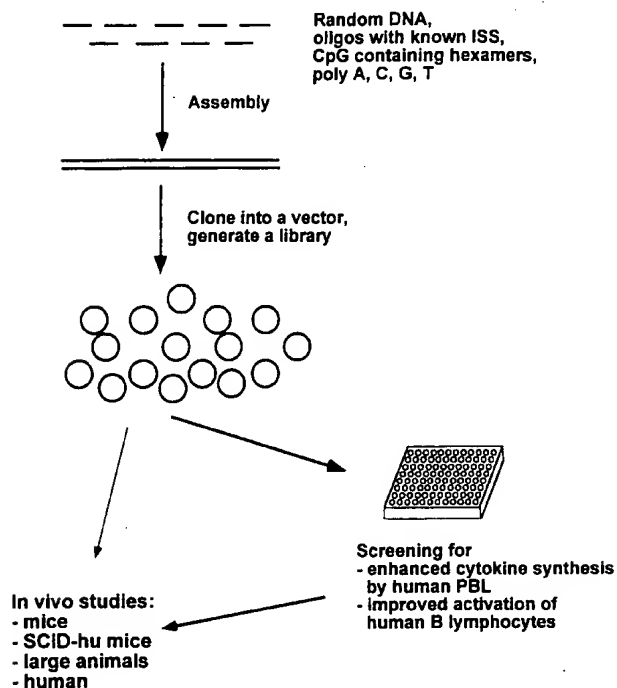 Random DNA,
oligos with known ISS,
CpG containing hexamers,
poly A, C, G, T
Assembly
Clone into a vector,
generate a library
Screening for
- enhanced cytokine synthesis
by human PBL
- improved activation of
human B lymphocytes
In vivo studies:
- mice
- SCID-hu mice
- large animals
- human